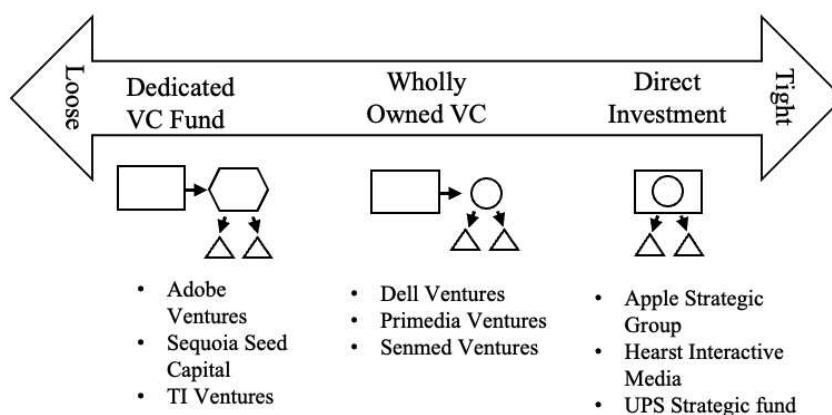 Loose
Dedicated
VC Fund
Wholly
Owned VC
Direct
Investment
Tight
• Adobe
Ventures
• Sequoia Seed
Capital
• TI Ventures
• Dell Ventures
• Primedia Ventures
• Senmed Ventures
• Apple Strategic
Group
• Hearst Interactive
Media
• UPS Strategic fund